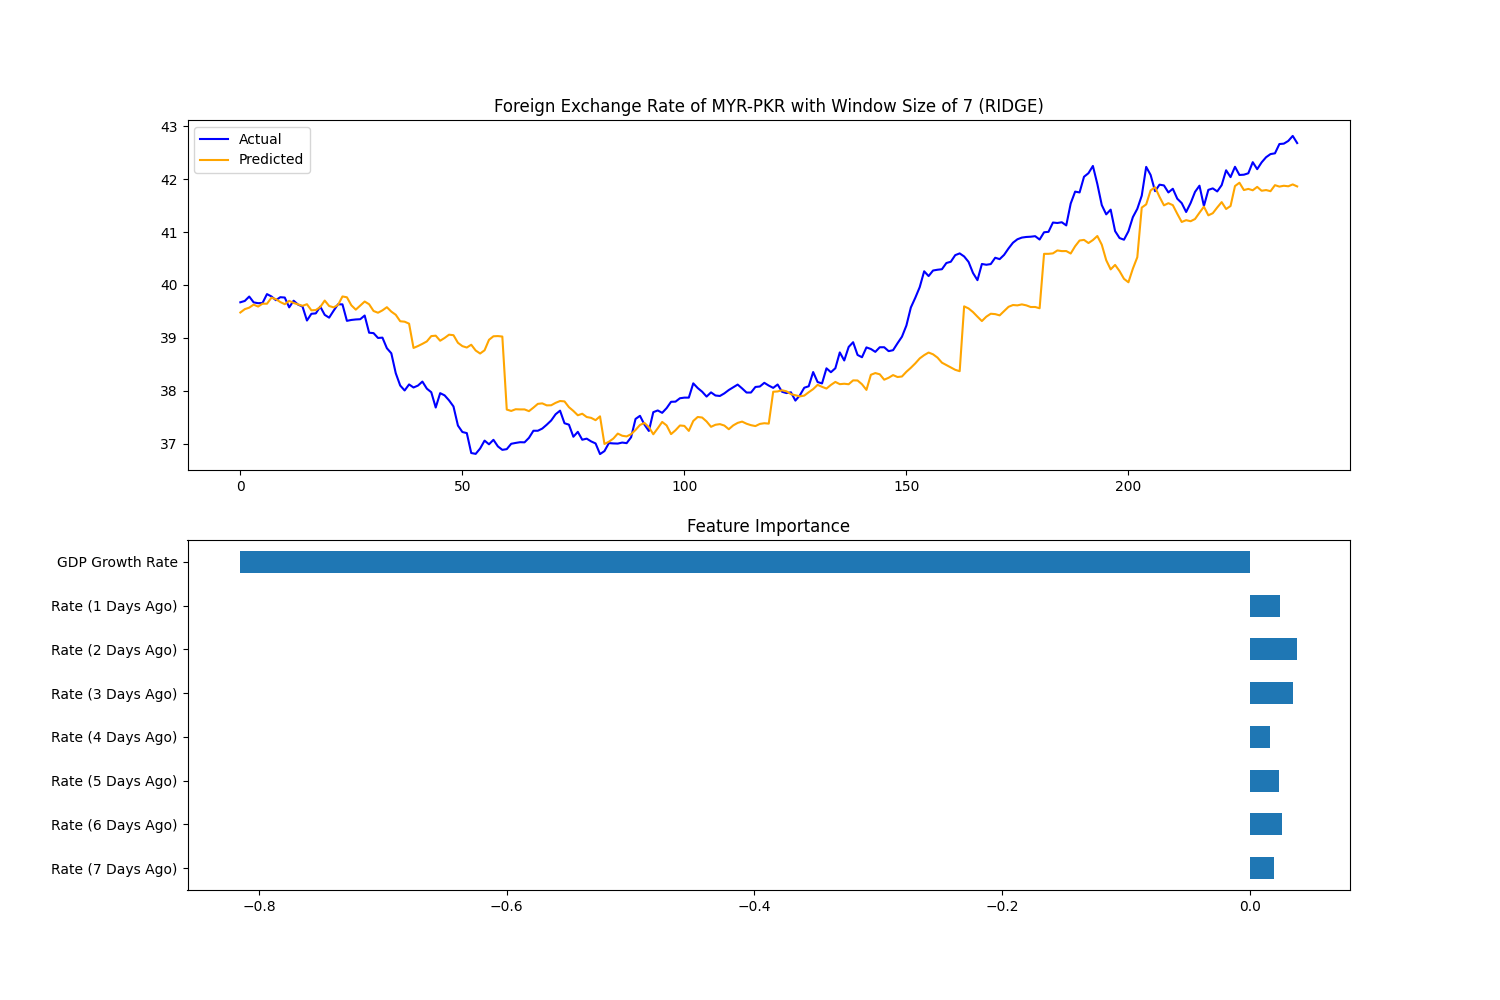 Foreign Exchange Rate of MYR-PKR with Window Size of 7 (RIDGE)
Actual
Predicted
43
42
41
40
39
38
37
0 50 100 150 200
Feature Importance
GDP Growth Rate
Rate (1 Days Ago)
Rate (2 Days Ago)
Rate (3 Days Ago)
Rate (4 Days Ago)
Rate (5 Days Ago)
Rate (6 Days Ago)
Rate (7 Days Ago)
−0.8 −0.6 −0.4 −0.2 0.0